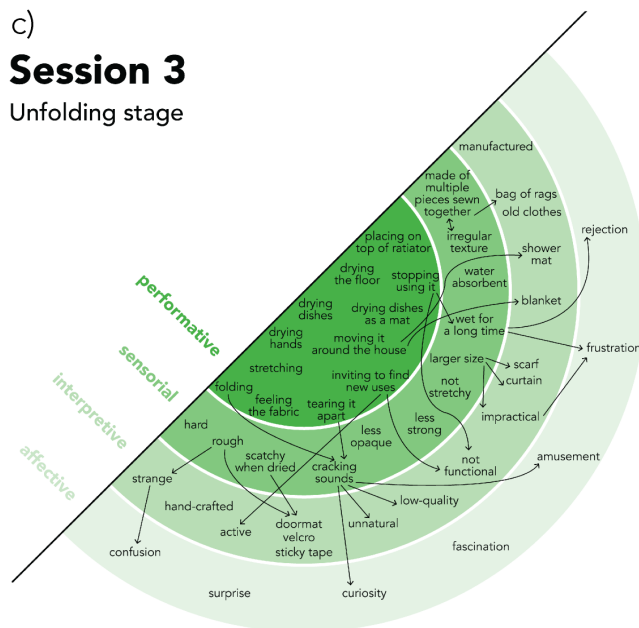 c)
Session 3
Unfolding stage
performative
sensorial
interpretive
affective
manufactured
made of
multiple
pieces sewn
together
bag of rags
old clothes
irregular
texture
rejection
placing on
top of ratiator
shower
mat
drying
the floor
stopping
using it
water
absorbent
blanket
drying
dishes
drying dishes
as a mat
wet for
a long time
drying
hands
moving it
around the house
frustration
larger size
scarf
curtain
stretching
inviting to find
new uses
not
stretchy
folding
feeling
the fabric
tearing it
apart
impractical
hard
less
opaque
less
strong
rough
scatchy
when dried
cracking
sounds
not
functional
amusement
strange
low-quality
hand-crafted
active
doormat
velcro
sticky tape
unnatural
confusion
fascination
surprise
curiosity